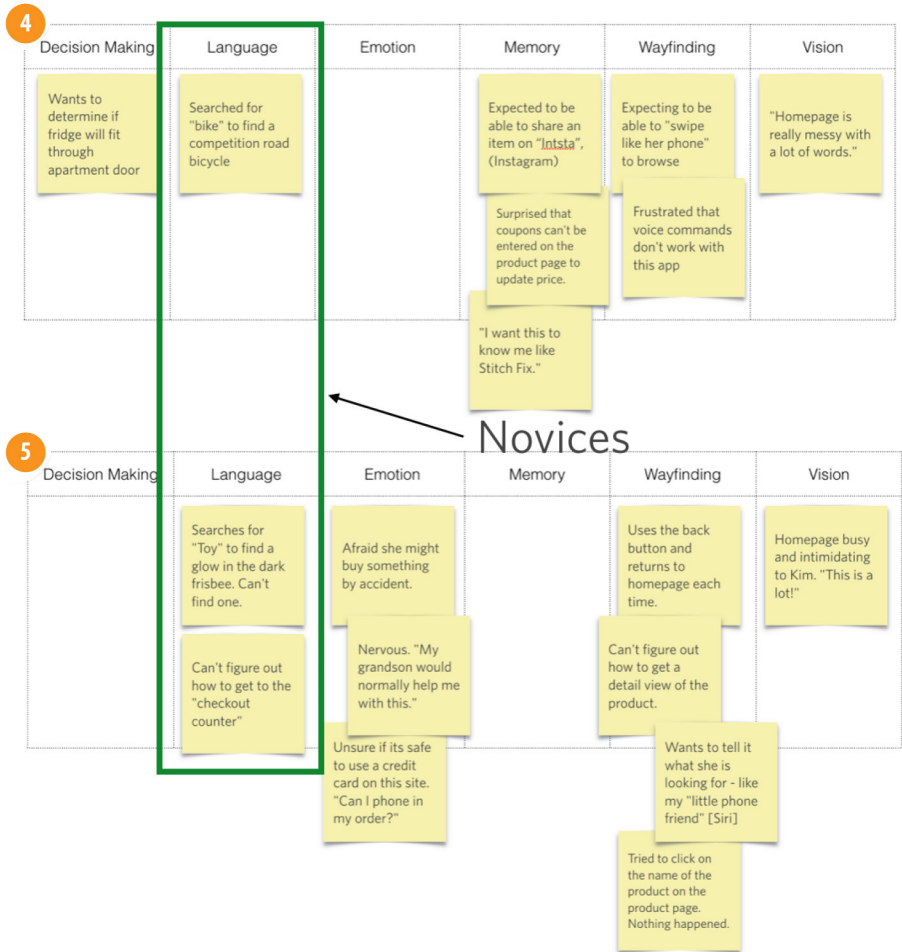 4
Decision Making
Language
Emotion
Memory
Wayfinding
Vision
Wants to
determine if
fridge will fit
through
apartment door
Searched for
"bike" to find a
competition road
bicycle
Expected to be
able to share an
item on "Intsta",
(Instagram)
Surprised that
coupons can't be
entered on the
product page to
update price.
"I want this to
know me like
Stitch Fix."
Expecting to be
able to "swipe
like her phone"
to browse
Frustrated that
voice commands
don't work with
this app
"Homepage is
really messy with
a lot of words."
Novices
5
Decision Making
Language
Emotion
Memory
Wayfinding
Vision
Searches for
"Toy" to find a
glow in the dark
frisbee. Can't
find one.
Can't figure out
how to get to the
"checkout
counter"
Afraid she might
buy something
by accident.
Nervous. "My
grandson would
normally help me
with this."
Unsure if its safe
to use a credit
card on this site.
"Can I phone in
my order?"
Uses the back
button and
returns to
homepage each
time.
Can't figure out
how to get a
detail view of the
product.
Wants to tell it
what she is
looking for - like
my "little phone
friend" [Siri]
Tried to click on
the name of the
product on the
product page.
Nothing happened.
Homepage busy
and intimidating
to Kim. "This is a
lot!"